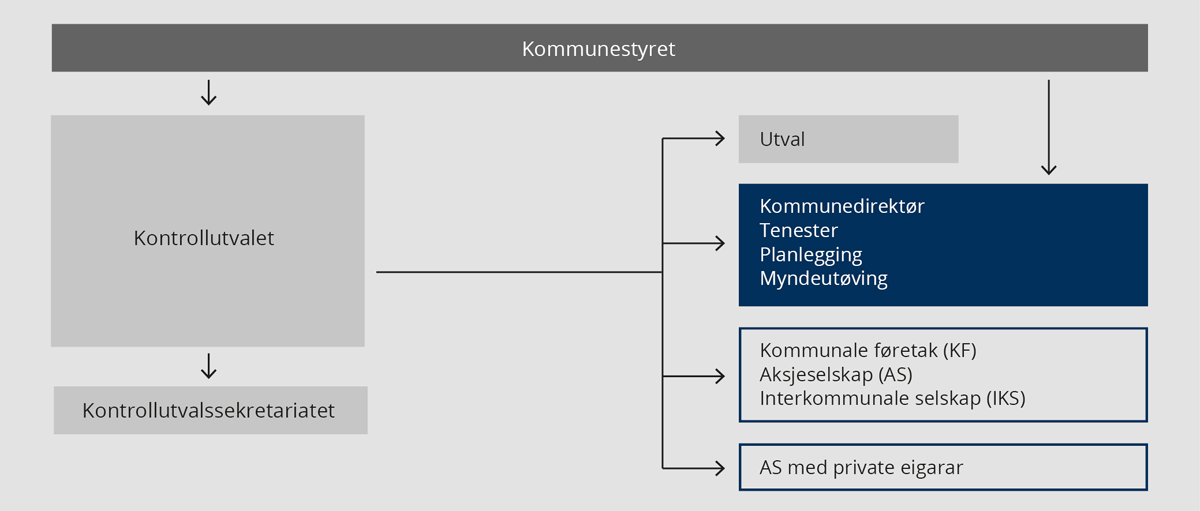 Kommunestyret
Kontrollutvalet
Kontrollutvalssekretariatet
Utval
Kommunedirektør
Tenester
Planlegging
Myndeutøving
Kommunale føretak (KF)
Aksjeselskap (AS)
Interkommunale selskap (IKS)
AS med private eigarar